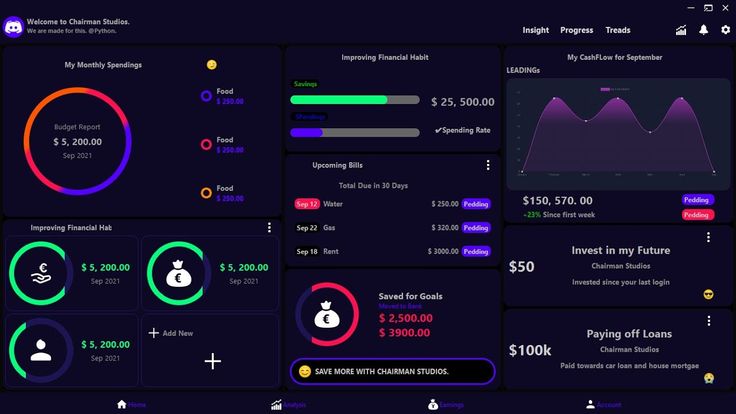 Welcome to Chairman Studios.
We are made for this. @Python.
Insight Progress Treads
My Monthly Spendings
Budget Report
$ 5, 200.00
Sep 2021
Food
$ 250.00
Food
$ 250.00
Food
$ 250.00
Improving Financial Hab
$ 5, 200.00
Sep 2021
$ 5, 200.00
Sep 2021
$ 5, 200.00
Sep 2021
Add New
Improving Financial Habit
Savings
$ 25, 500.00
Spendings
✔Spending Rate
Upcoming Bills
Total Due in 30 Days
Sep 12 Water $ 250.00 Pedding
Sep 22 Gas $ 320.00 Pedding
Sep 18 Rent $ 3000.00 Pedding
Saved for Goals
Moved to Bank
$ 2,500.00
$ 3900.00
SAVE MORE WITH CHAIRMAN STUDIOS.
My CashFLow for September
LEADINGs
$150, 570. 00 Pedding
+23% Since first week Pedding
Invest in my Future
$50 Chairman Studios
Invested since your last login
Paying off Loans
$100k Chairman Studios
Paid towards car loan and house mortgae
Home Analysis Earnings Account